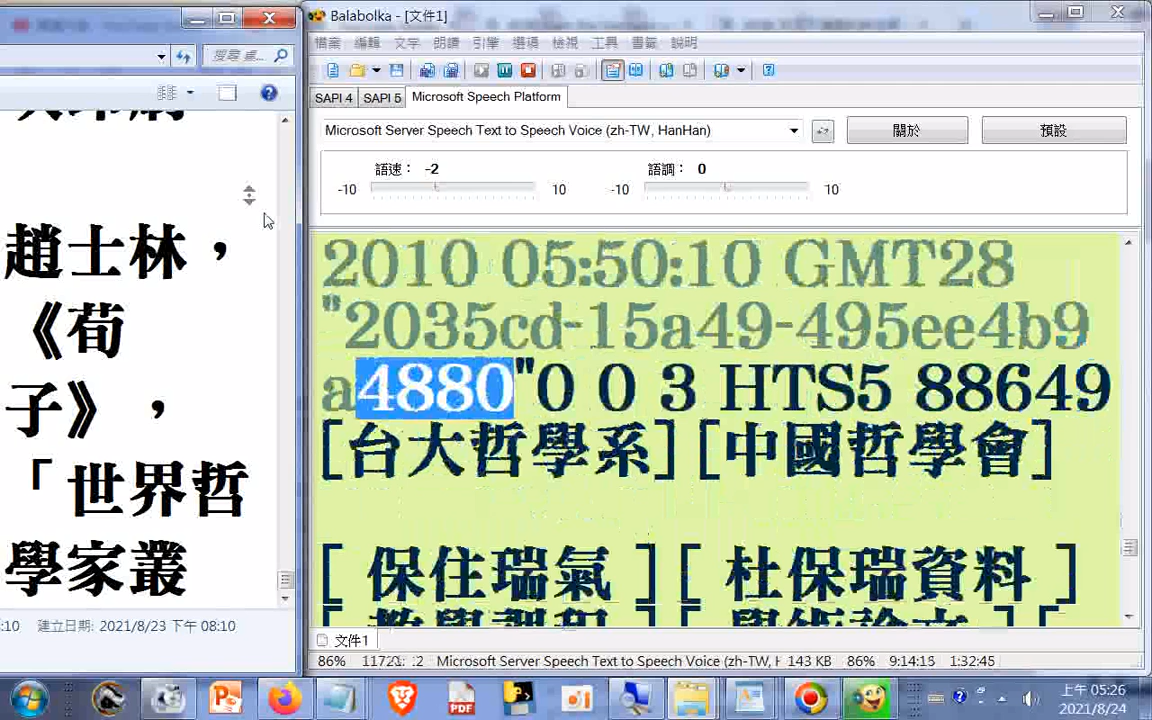 搜尋 桌...
趙士林，
《荀
子》，
「世界哲
學家叢
:10 建立日期: 2021/8/23 下午 08:10
Balabolka - [文件1]
檔案 編輯 文字 朗讀 引擎 選項 檢視 工具 書籤 說明
SAPI 4 SAPI 5 Microsoft Speech Platform
Microsoft Server Speech Text to Speech Voice (zh-TW, HanHan) 關於 預設
語速： -2 語調： 0
-10 10 -10 10
2010 05:50:10 GMT28
"2035cd-15a49-495ee4b9
a4880"0 0 3 HTS5 88649
[台大哲學系] [中國哲學會]
[ 保住瑞氣 ] [ 杜保瑞資料 ]
文件1
86% Microsoft Server Speech Text to Speech Voice (zh-TW, H 143 KB 86% 9:14:15 1:32:45
PDF
上午 05:26
2021/8/24